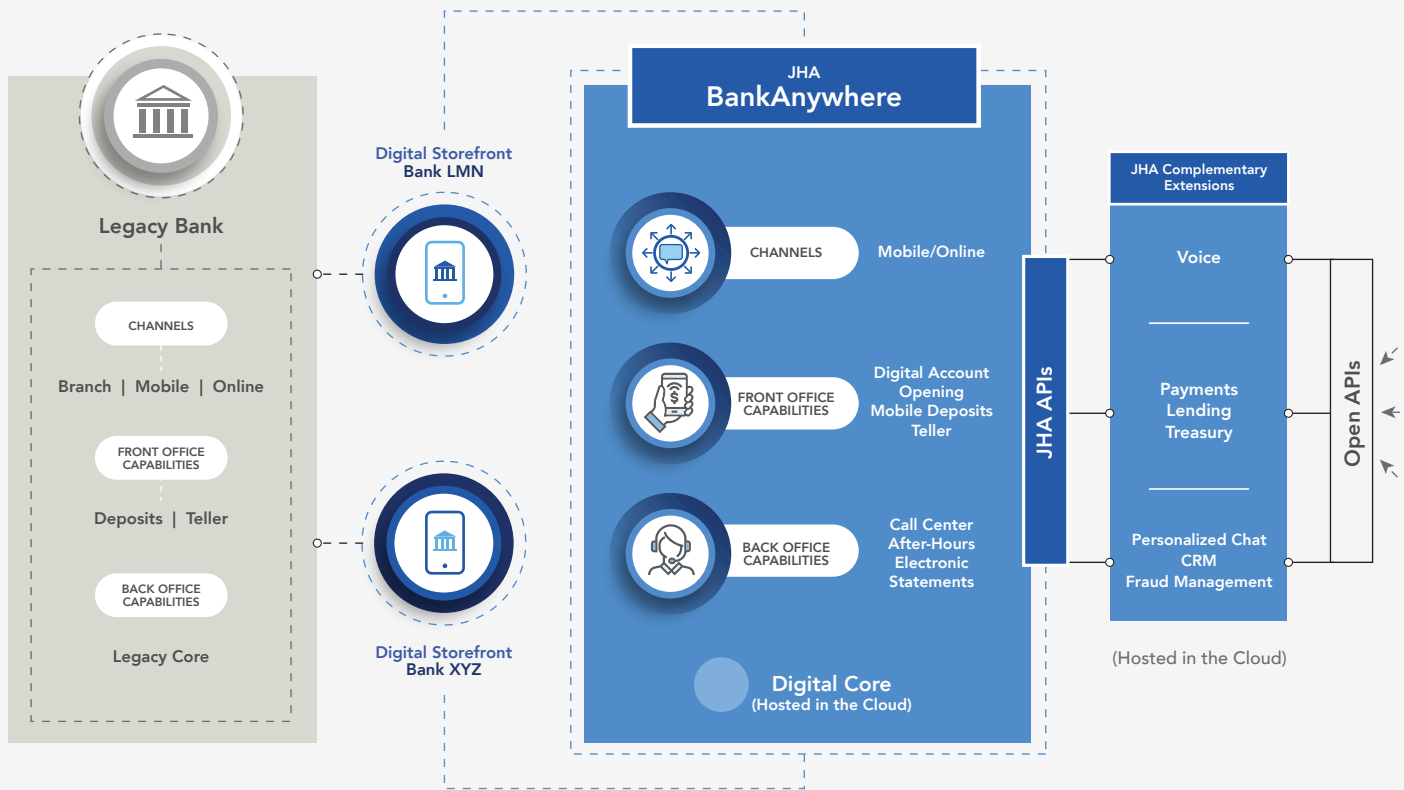 Legacy Bank
CHANNELS
Branch | Mobile | Online
FRONT OFFICE
CAPABILITIES
Deposits | Teller
BACK OFFICE
CAPABILITIES
Legacy Core
Digital Storefront
Bank LMN
Digital Storefront
Bank XYZ
JHA
BankAnywhere
CHANNELS
Mobile/Online
FRONT OFFICE
CAPABILITIES
Digital Account
Opening
Mobile Deposits
Teller
BACK OFFICE
CAPABILITIES
Call Center
After-Hours
Electronic
Statements
Digital Core
(Hosted in the Cloud)
JHA APIs
JHA Complementary
Extensions
Voice
Payments
Lending
Treasury
Personalized Chat
CRM
Fraud Management
(Hosted in the Cloud)
Open APIs